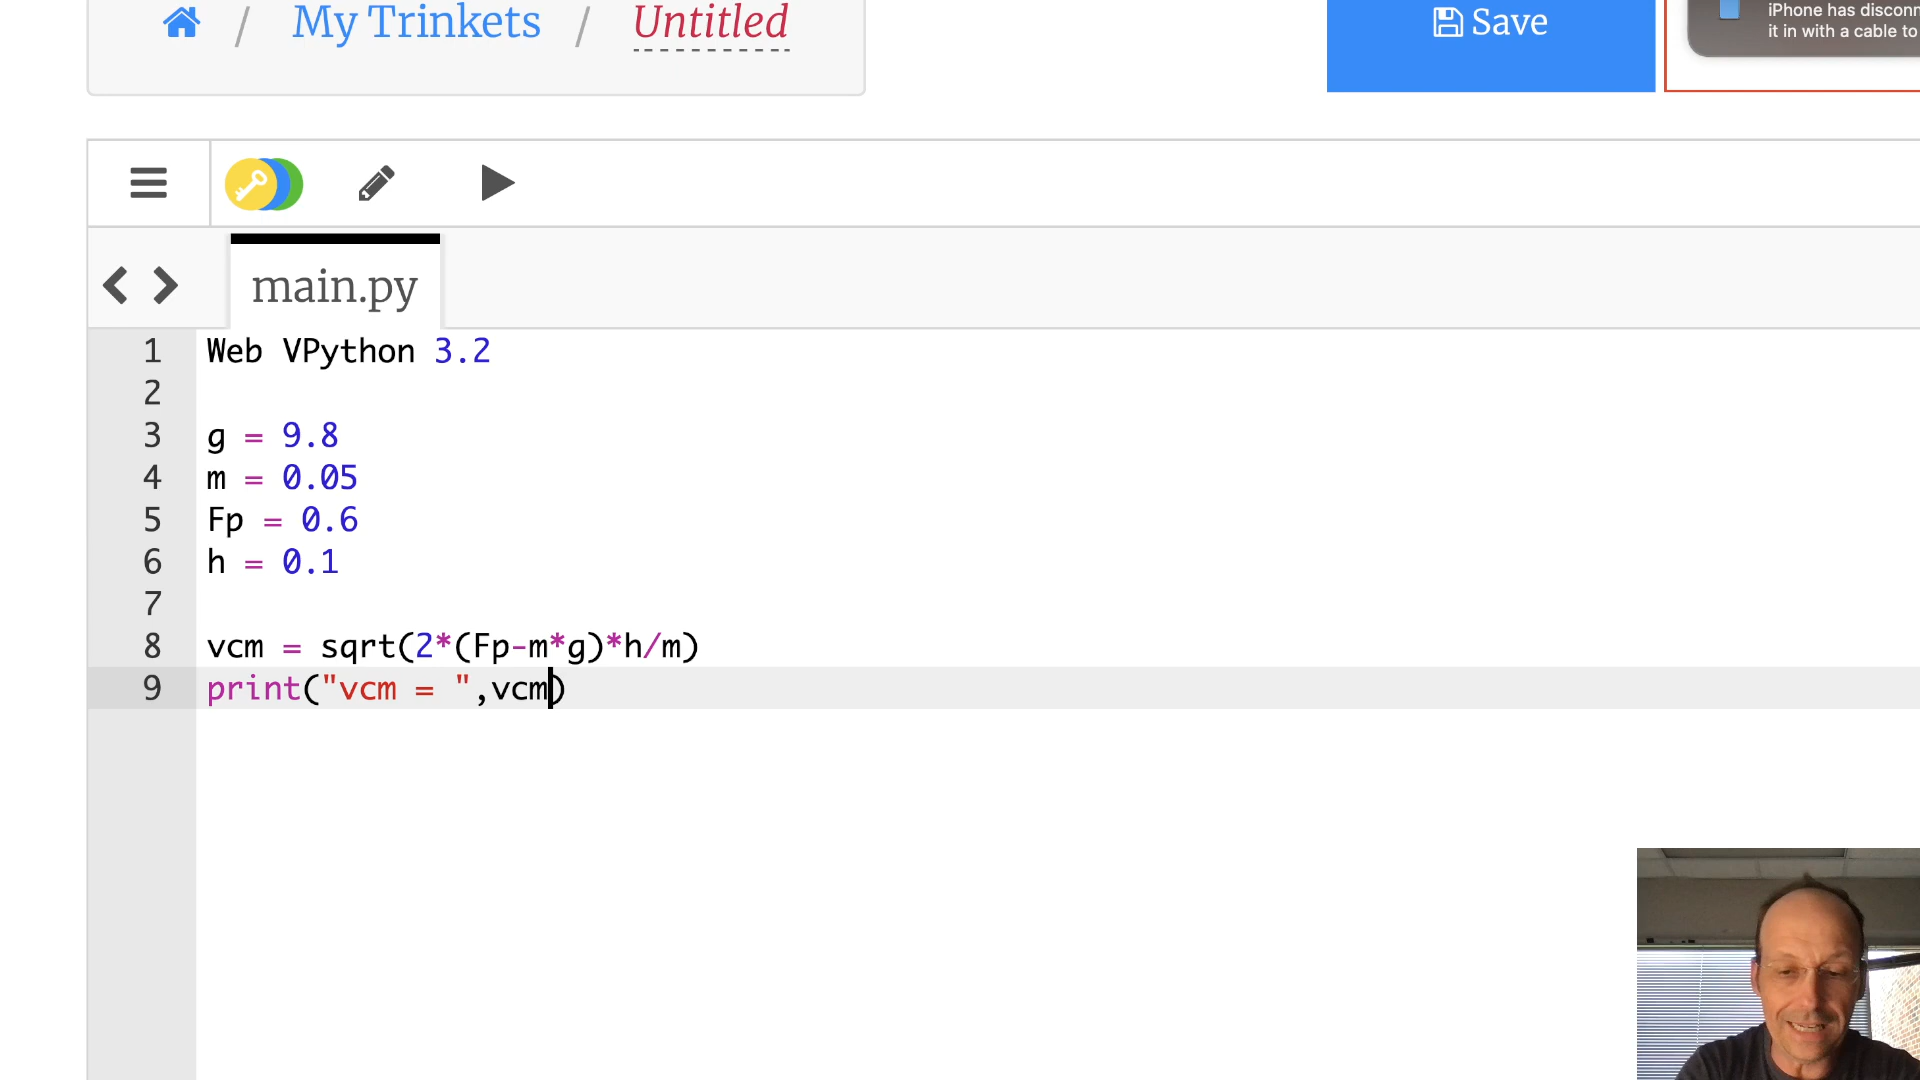 / My Trinkets / Untitled
Save
iPhone has disconn
it in with a cable to
main.py
1 Web VPython 3.2
2
3 g = 9.8
4 m = 0.05
5 Fp = 0.6
6 h = 0.1
7
8 vcm = sqrt(2*(Fp-m*g)*h/m)
9 print("vcm = ",vcm)